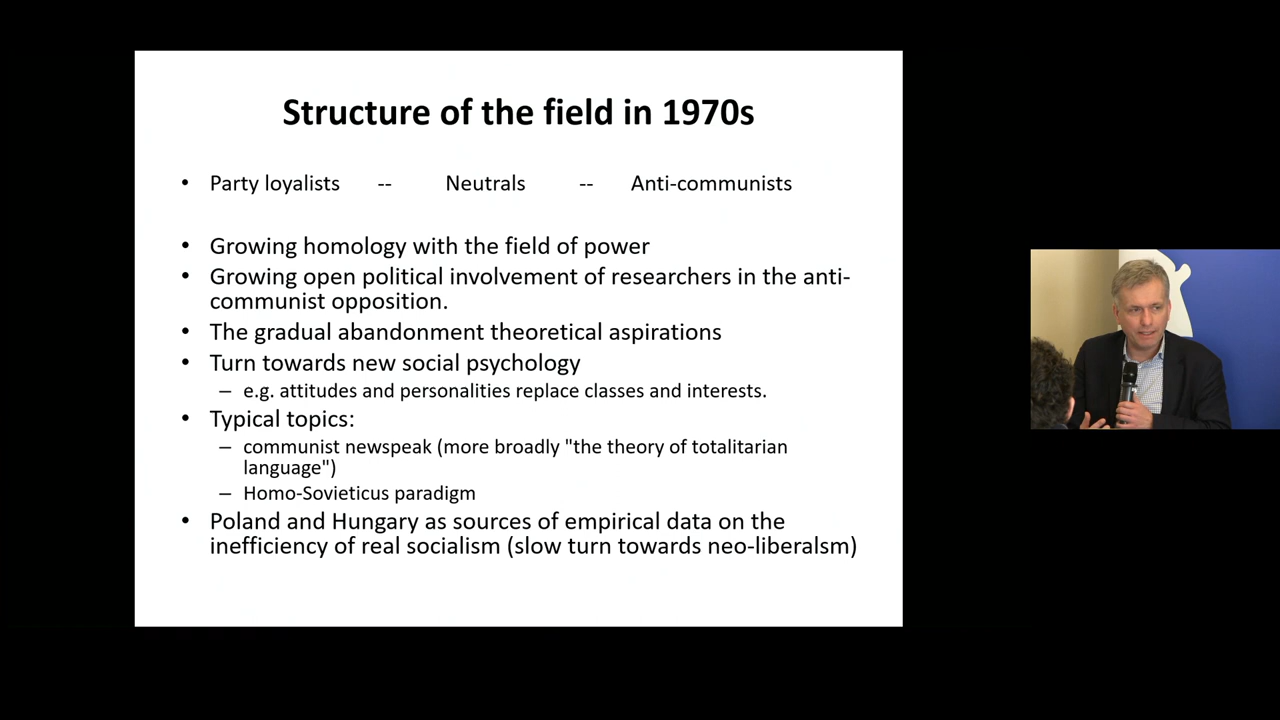 Structure of the field in 1970s
• Party loyalists -- Neutrals -- Anti-communists
• Growing homology with the field of power
• Growing open political involvement of researchers in the anti-
communist opposition.
• The gradual abandonment theoretical aspirations
• Turn towards new social psychology
– e.g. attitudes and personalities replace classes and interests.
• Typical topics:
– communist newspeak (more broadly "the theory of totalitarian
language")
– Homo-Sovieticus paradigm
• Poland and Hungary as sources of empirical data on the
inefficiency of real socialism (slow turn towards neo-liberalsm)